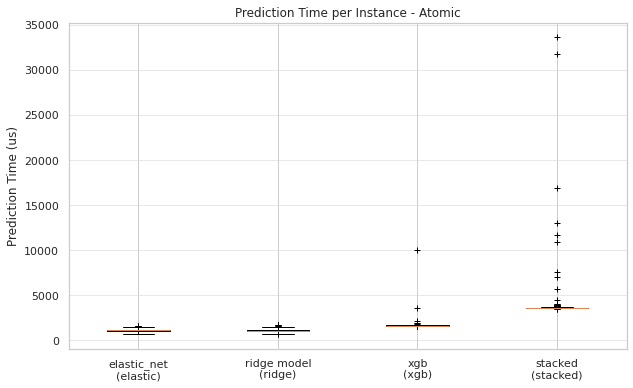 Prediction Time per Instance - Atomic
Prediction Time (us)
35000
30000
25000
20000
15000
10000
5000
0
elastic_net
(elastic)
ridge model
(ridge)
xgb
(xgb)
stacked
(stacked)